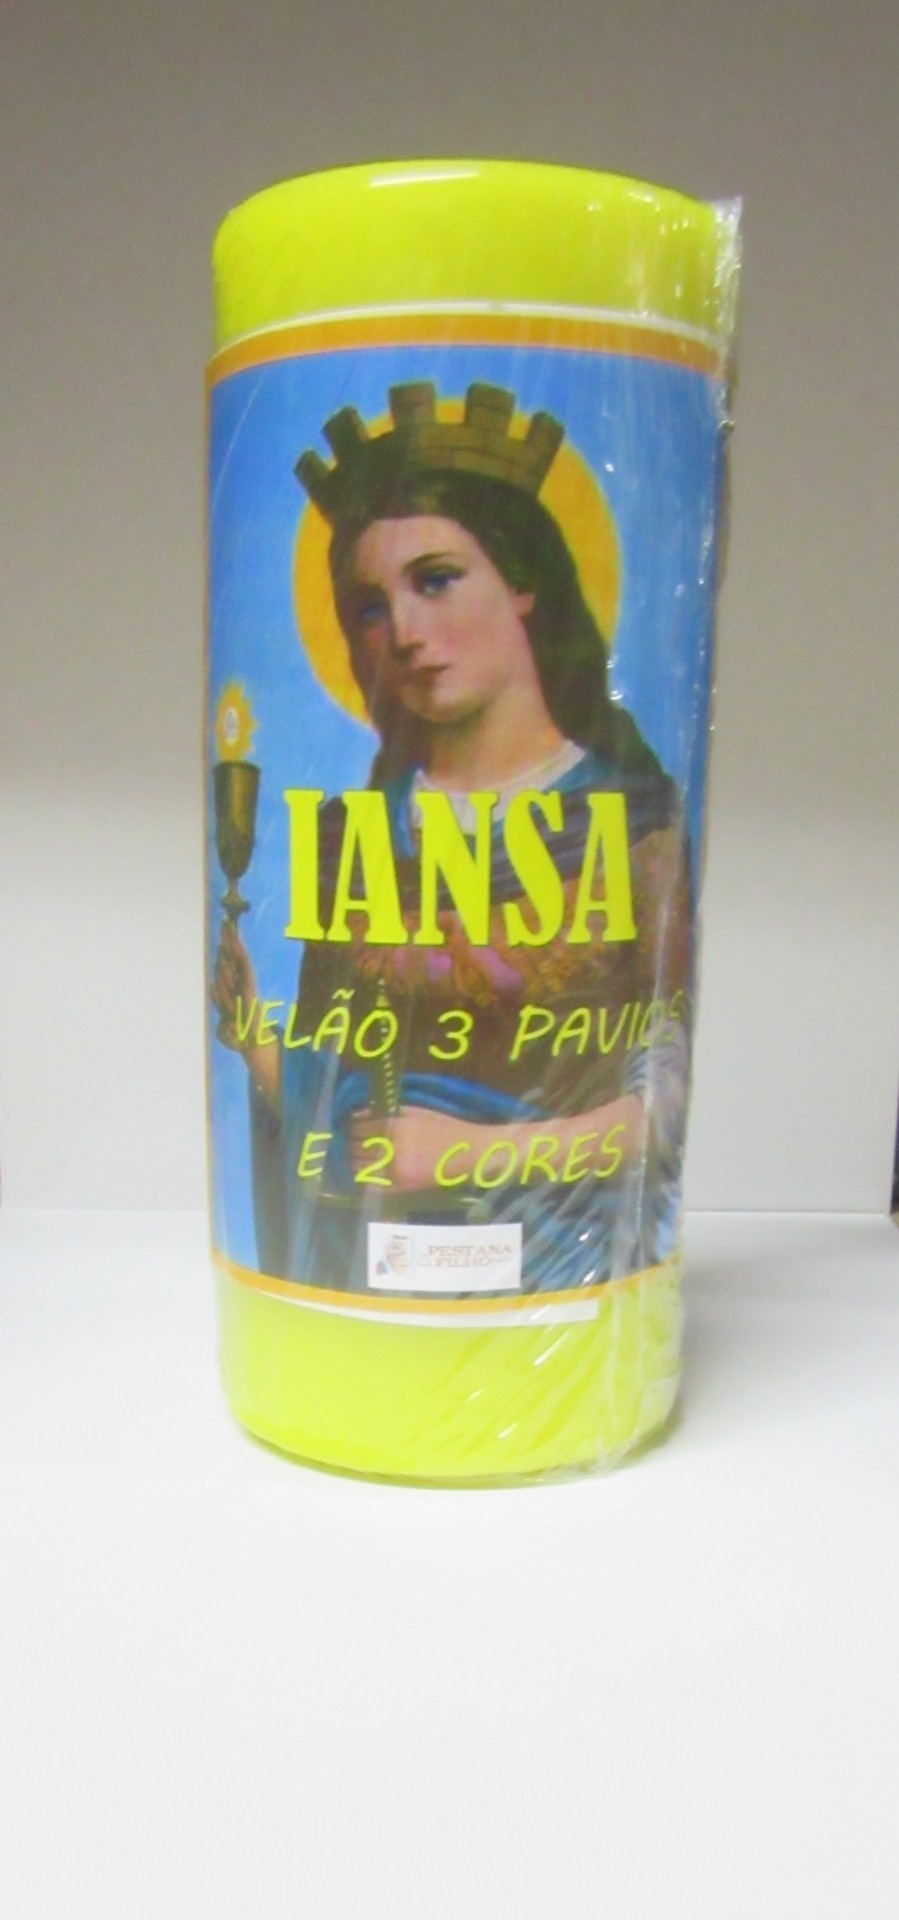 IANSA
VELÃO 3 PAVIOS
E 2 CORES
PESTANA
FILHO